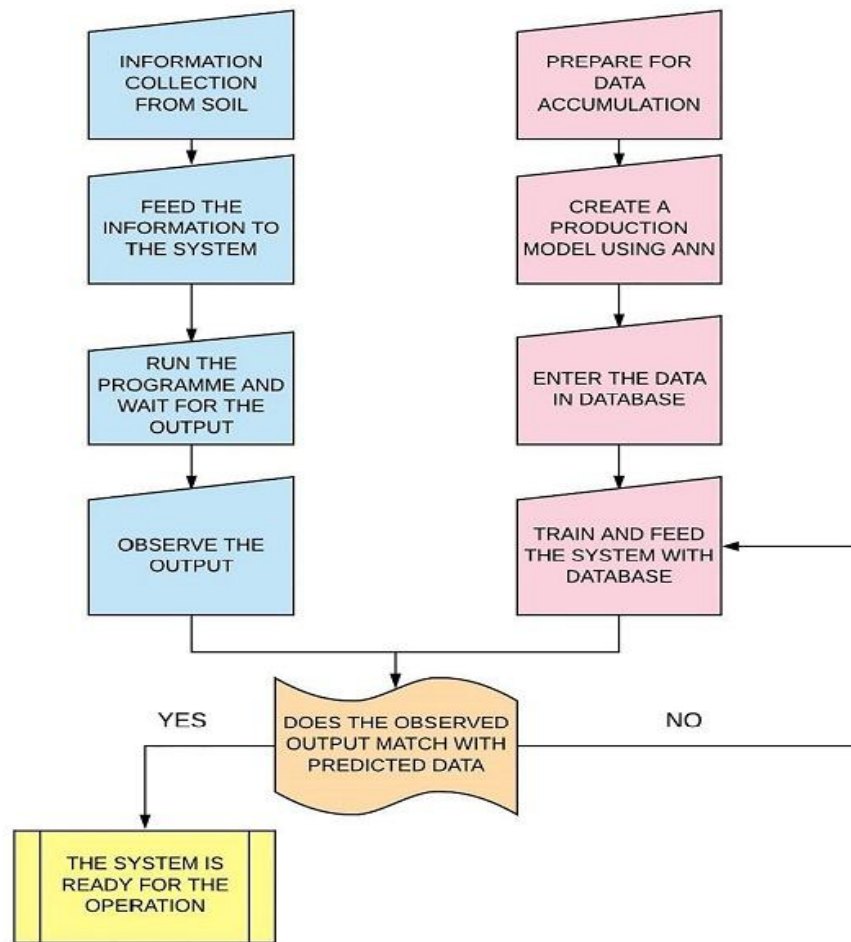 INFORMATION
COLLECTION
FROM SOIL
FEED THE
INFORMATION TO
THE SYSTEM
RUN THE
PROGRAMME AND
WAIT FOR THE
OUTPUT
OBSERVE THE
OUTPUT
PREPARE FOR
DATA
ACCUMULATION
CREATE A
PRODUCTION
MODEL USING ANN
ENTER THE DATA
IN DATABASE
TRAIN AND FEED
THE SYSTEM WITH
DATABASE
DOES THE OBSERVED
OUTPUT MATCH WITH
PREDICTED DATA
YES
NO
THE SYSTEM IS
READY FOR THE
OPERATION